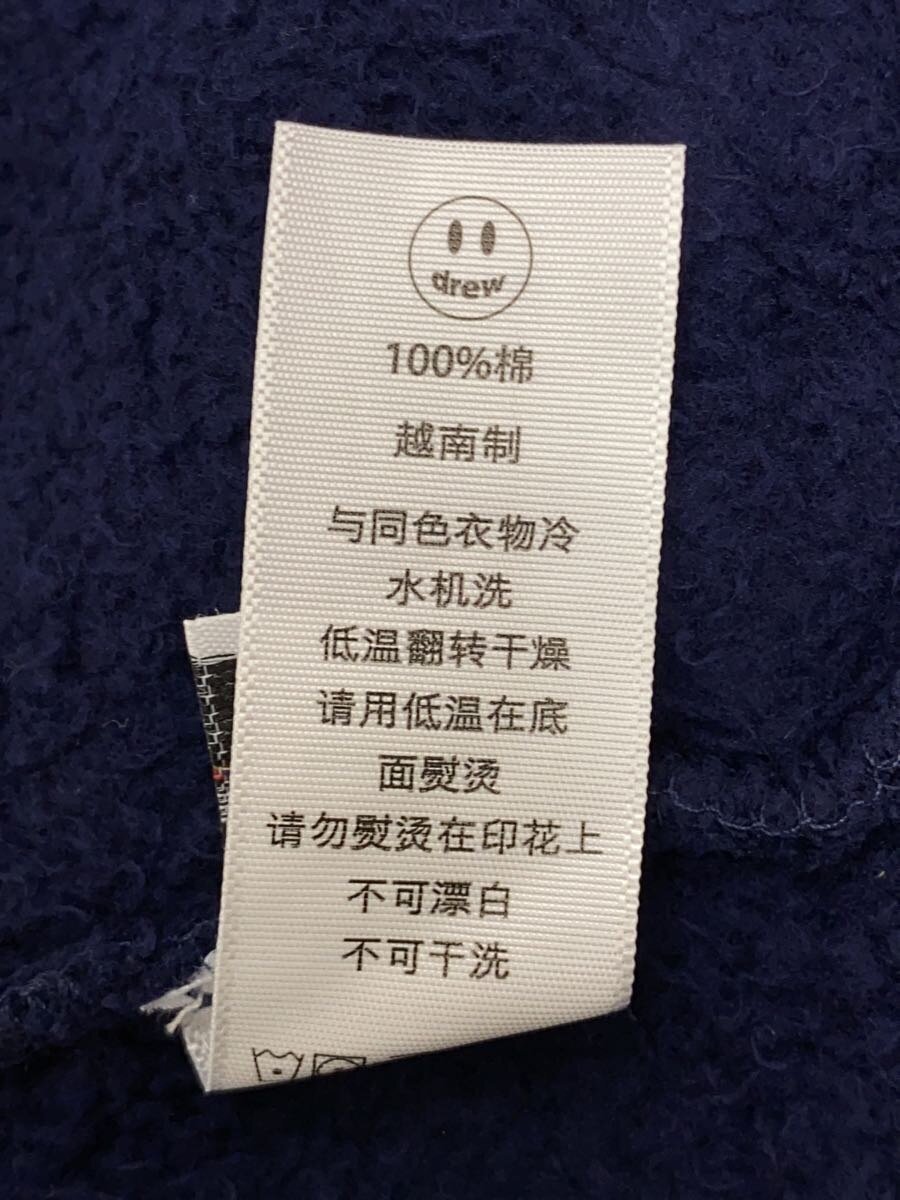 drew
100%棉
越南制
与同色衣物冷
水机洗
低温翻转干燥
请用低温在底
面熨烫
请勿熨烫在印花上
不可漂白
不可干洗